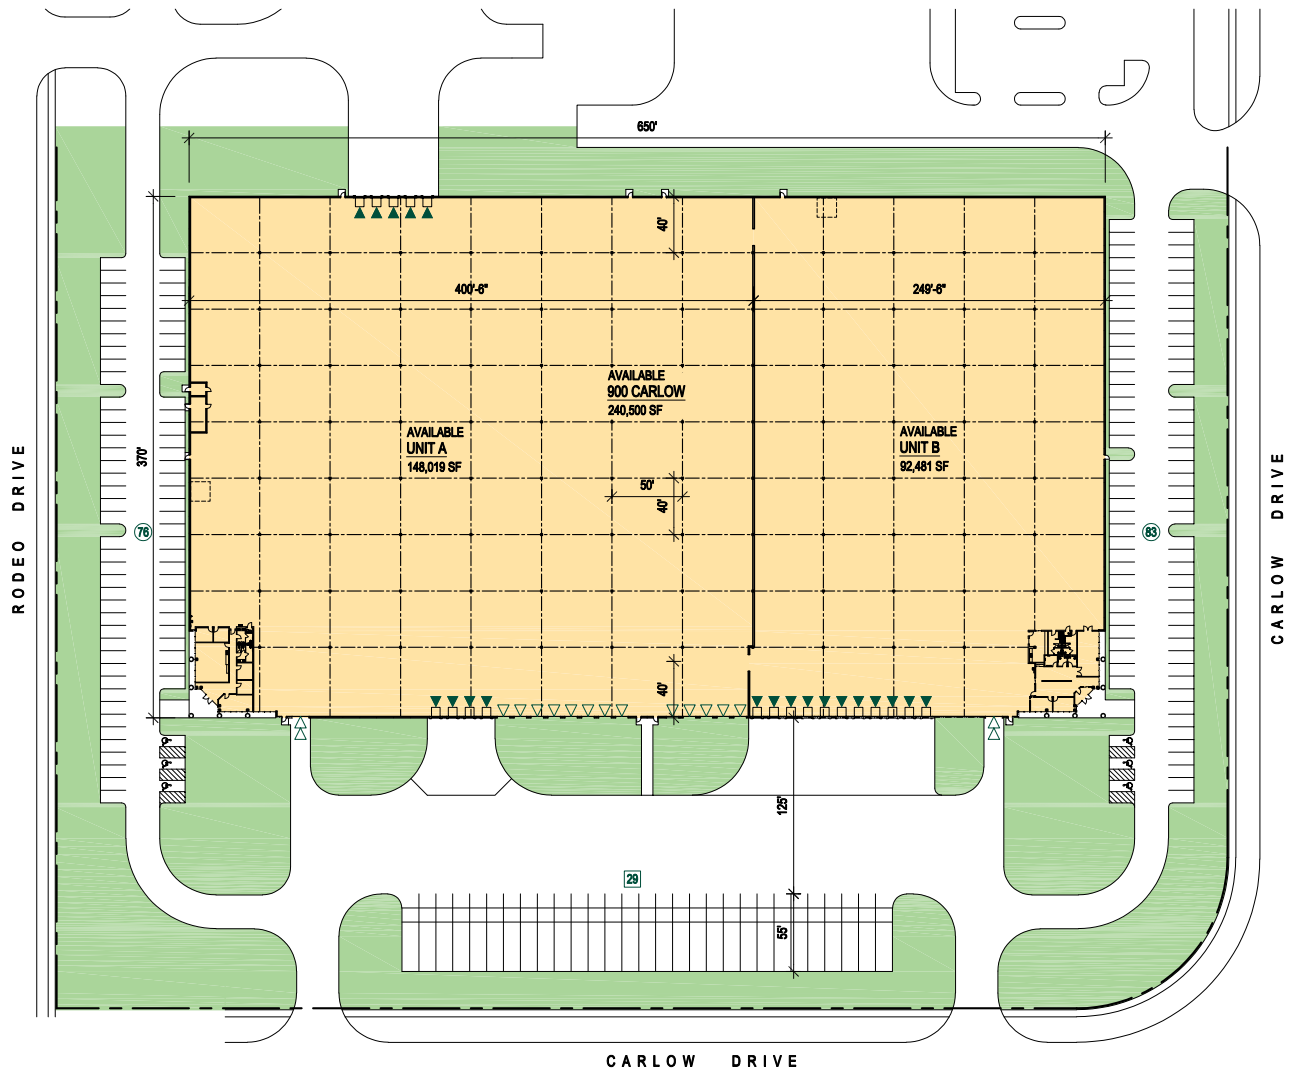 650'
40'
400'-6"
249'-6"
AVAILABLE
900 CARLOW
240,500 SF
AVAILABLE
UNIT A
148,019 SF
AVAILABLE
UNIT B
92,481 SF
370'
50'
40'
RODEO DRIVE
76
83
CARLOW DRIVE
40'
125'
29
55'
CARLOW DRIVE